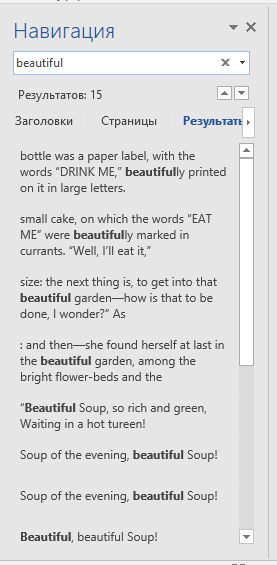 Навигация
beautiful
Результатов: 15
Заголовки Страницы Результаты
bottle was a paper label, with the
words “DRINK ME,” beautifully printed
on it in large letters.
small cake, on which the words “EAT
ME” were beautifully marked in
currants. “Well, I’ll eat it,”
size: the next thing is, to get into that
beautiful garden—how is that to be
done, I wonder?” As
: and then—she found herself at last in
the beautiful garden, among the
bright flower-beds and the
“Beautiful Soup, so rich and green,
Waiting in a hot tureen!
Soup of the evening, beautiful Soup!
Soup of the evening, beautiful Soup!
Beautiful, beautiful Soup!